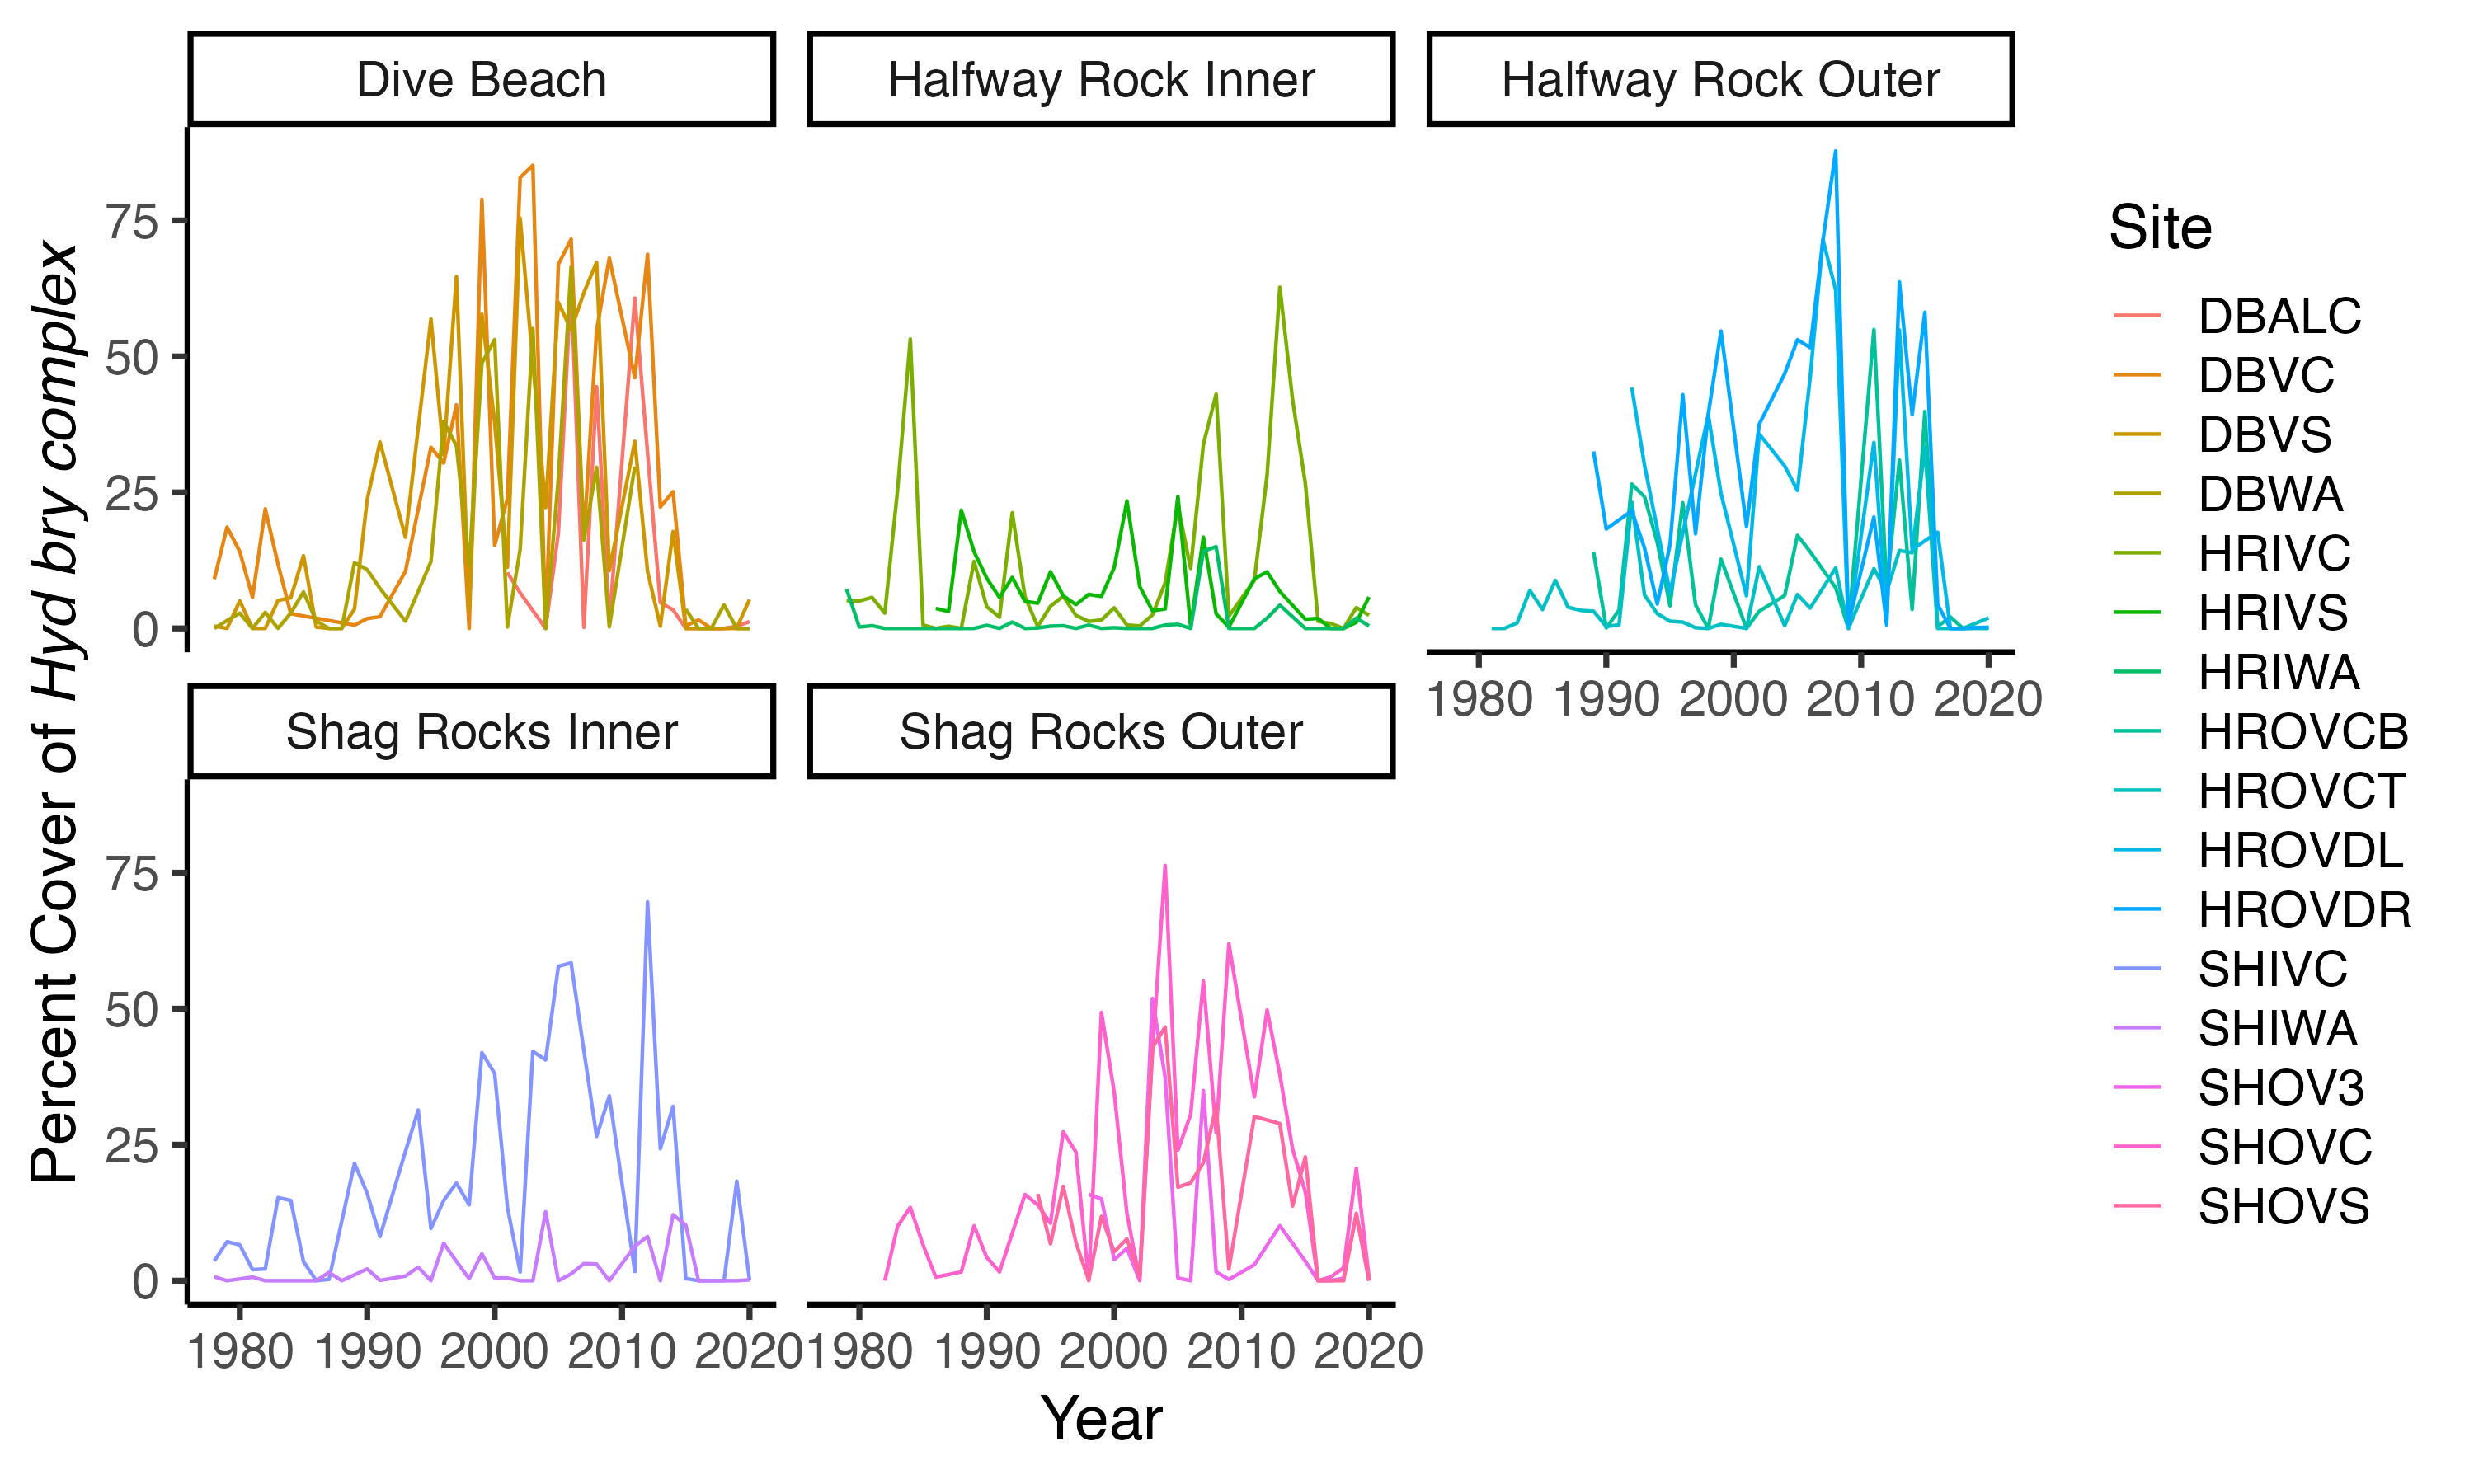 Dive Beach
Halfway Rock Inner
Halfway Rock Outer
75
50
25
0
1980 1990 2000 2010 2020
Shag Rocks Inner
Shag Rocks Outer
75
50
25
0
1980 1990 2000 2010 2020
1980 1990 2000 2010 2020
Year
Percent Cover of Hyd bry complex
Site
DBALC
DBVC
DBVS
DBWA
HRIVC
HRIVS
HRIWA
HROVCB
HROVCT
HROVDL
HROVDR
SHIVC
SHIWA
SHOV3
SHOVC
SHOVS